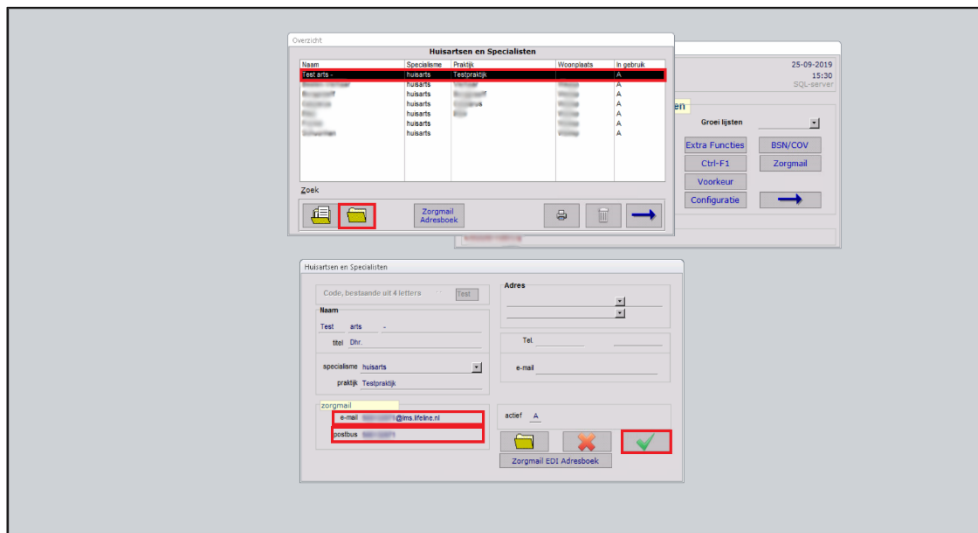 Overzicht
Huisartsen en Specialisten
Naam Specialisme Praktijk Woonplaats In gebruik
Test arts - huisarts Testpraktijk A
huisarts A
huisarts A
huisarts A
huisarts A
huisarts A
huisarts A
Zoek
Zorgmail
Adresboek
25-09-2019
15:30
SQL-server
en
Groei lijsten
Extra Functies BSN/COV
Ctrl-F1 Zorgmail
Voorkeur
Configuratie
Huisartsen en Specialisten
Code, bestaande uit 4 letters Test
Naam
Test arts -
titel Dhr.
specialisme huisarts
praktijk Testpraktijk
zorgmail
e-mail @lms.lifeline.nl
postbus
Adres
Tel.
e-mail
actief A
Zorgmail EDI Adresboek